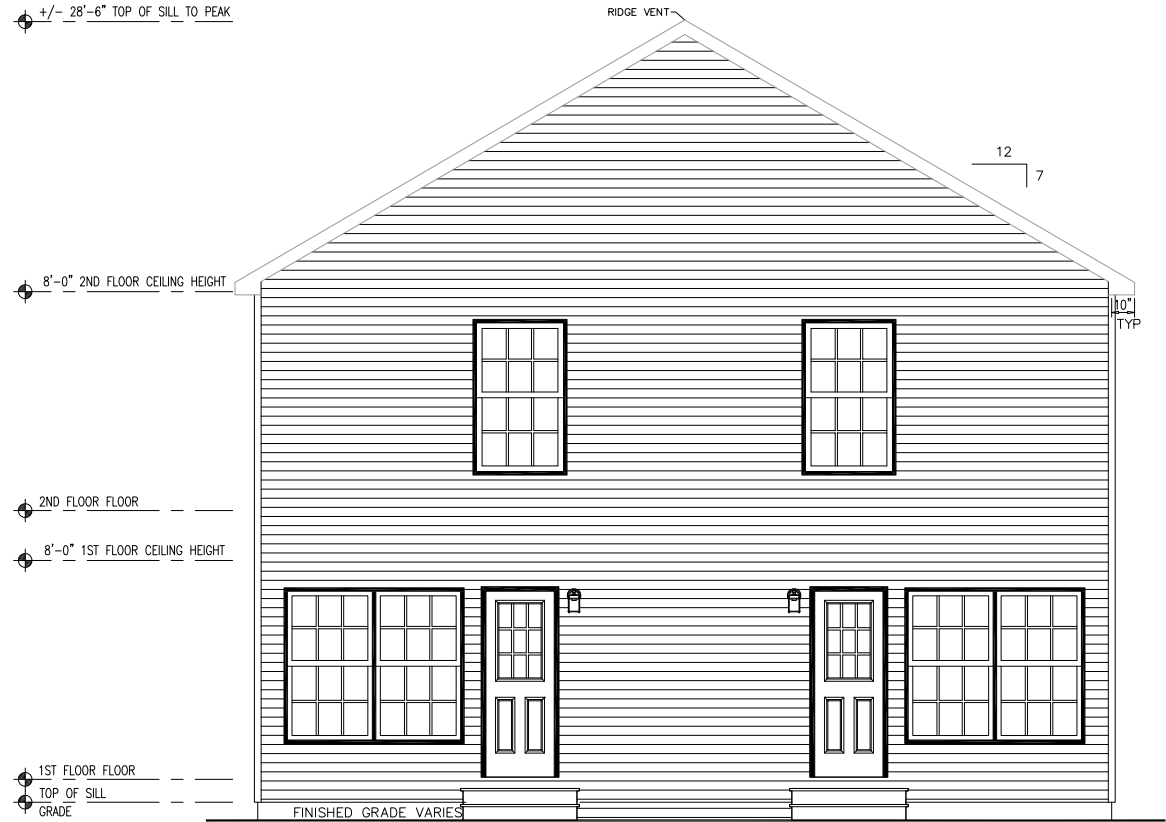 +/- 28'-6" TOP OF SILL TO PEAK
RIDGE VENT
12
7
8'-0" 2ND FLOOR CEILING HEIGHT
10"
TYP
2ND FLOOR FLOOR
8'-0" 1ST FLOOR CEILING HEIGHT
1ST FLOOR FLOOR
TOP OF SILL
GRADE
FINISHED GRADE VARIES